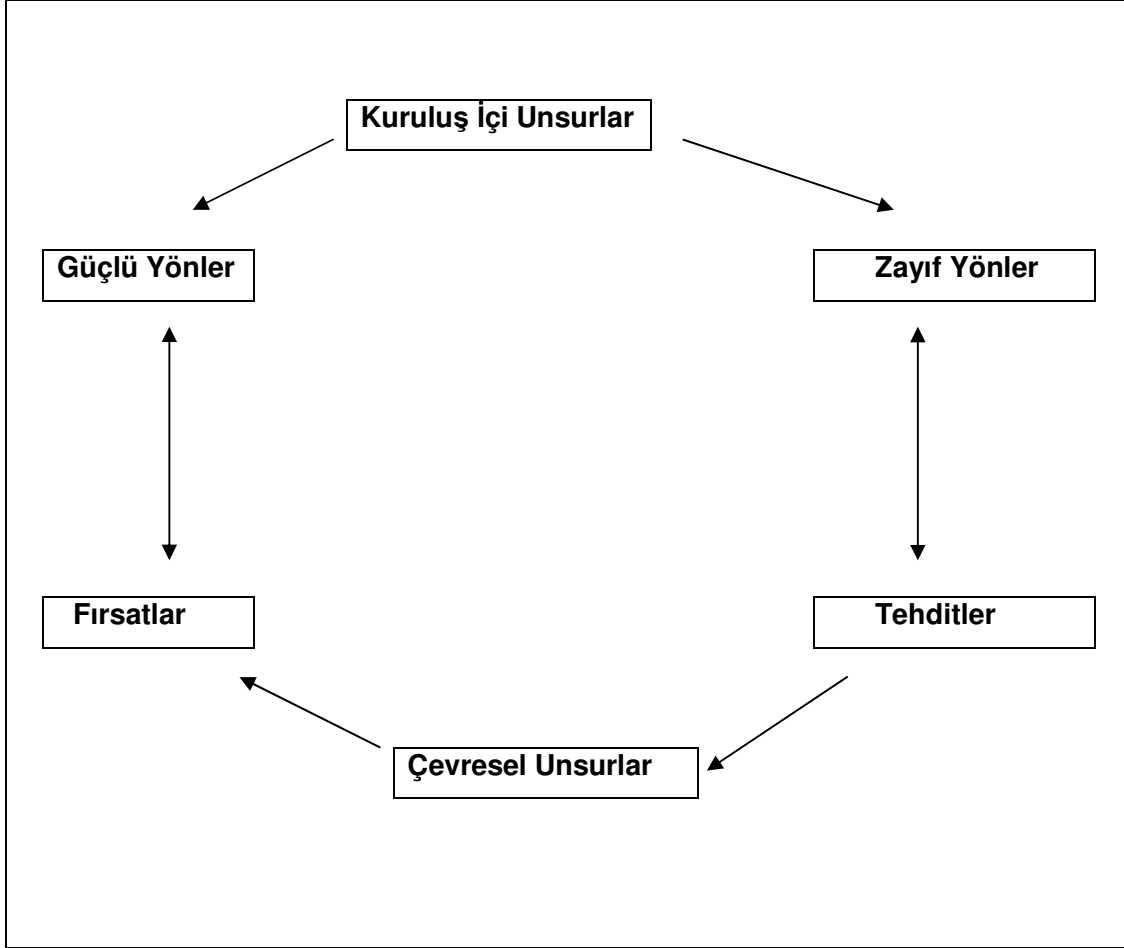 Kuruluş İçi Unsurlar
Güçlü Yönler
Zayıf Yönler
Fırsatlar
Tehditler
Çevresel Unsurlar